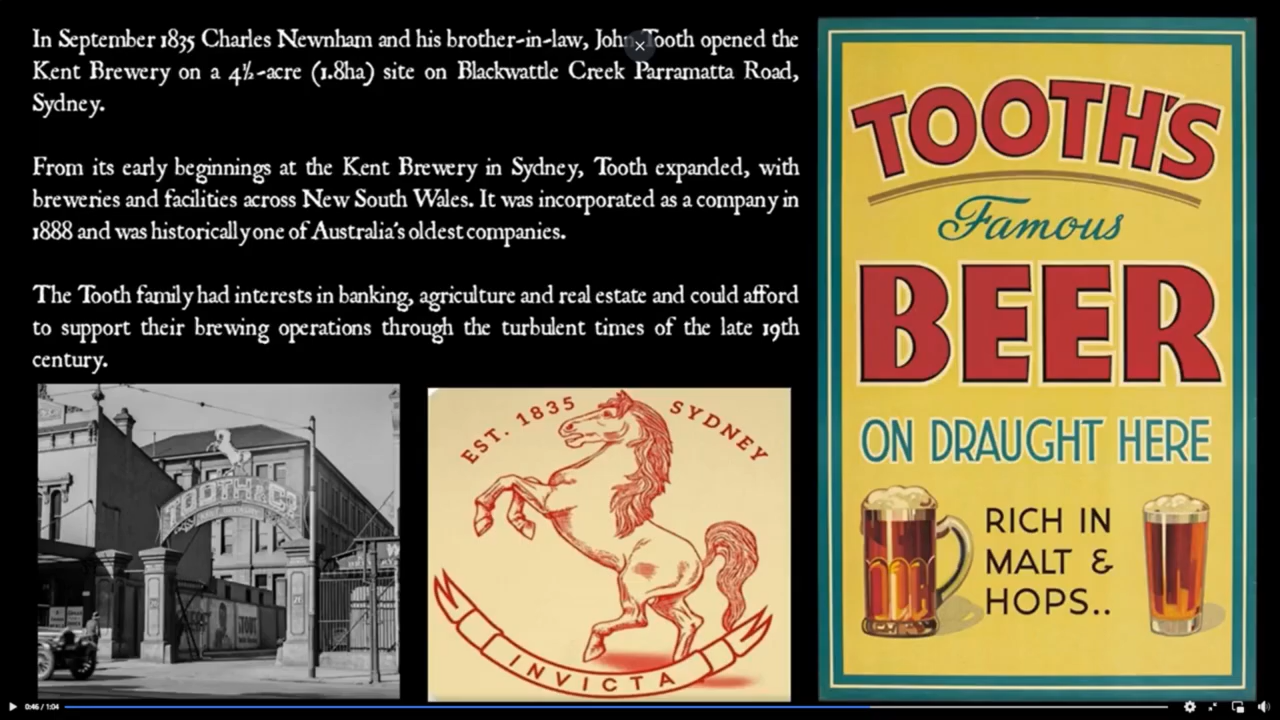 In September 1835 Charles Newnham and his brother-in-law, John Tooth opened the
Kent Brewery on a 4½-acre (1.8ha) site on Blackwattle Creek Parramatta Road,
Sydney.
From its early beginnings at the Kent Brewery in Sydney, Tooth expanded, with
breweries and facilities across New South Wales. It was incorporated as a company in
1888 and was historically one of Australia's oldest companies.
The Tooth family had interests in banking, agriculture and real estate and could afford
to support their brewing operations through the turbulent times of the late 19th
century.
TOOTH & Co
TOOTH'S
EST. 1835 SYDNEY
INVICTA
TOOTH'S
Famous
BEER
ON DRAUGHT HERE
RICH IN
MALT &
HOPS..
0:46 / 1:04